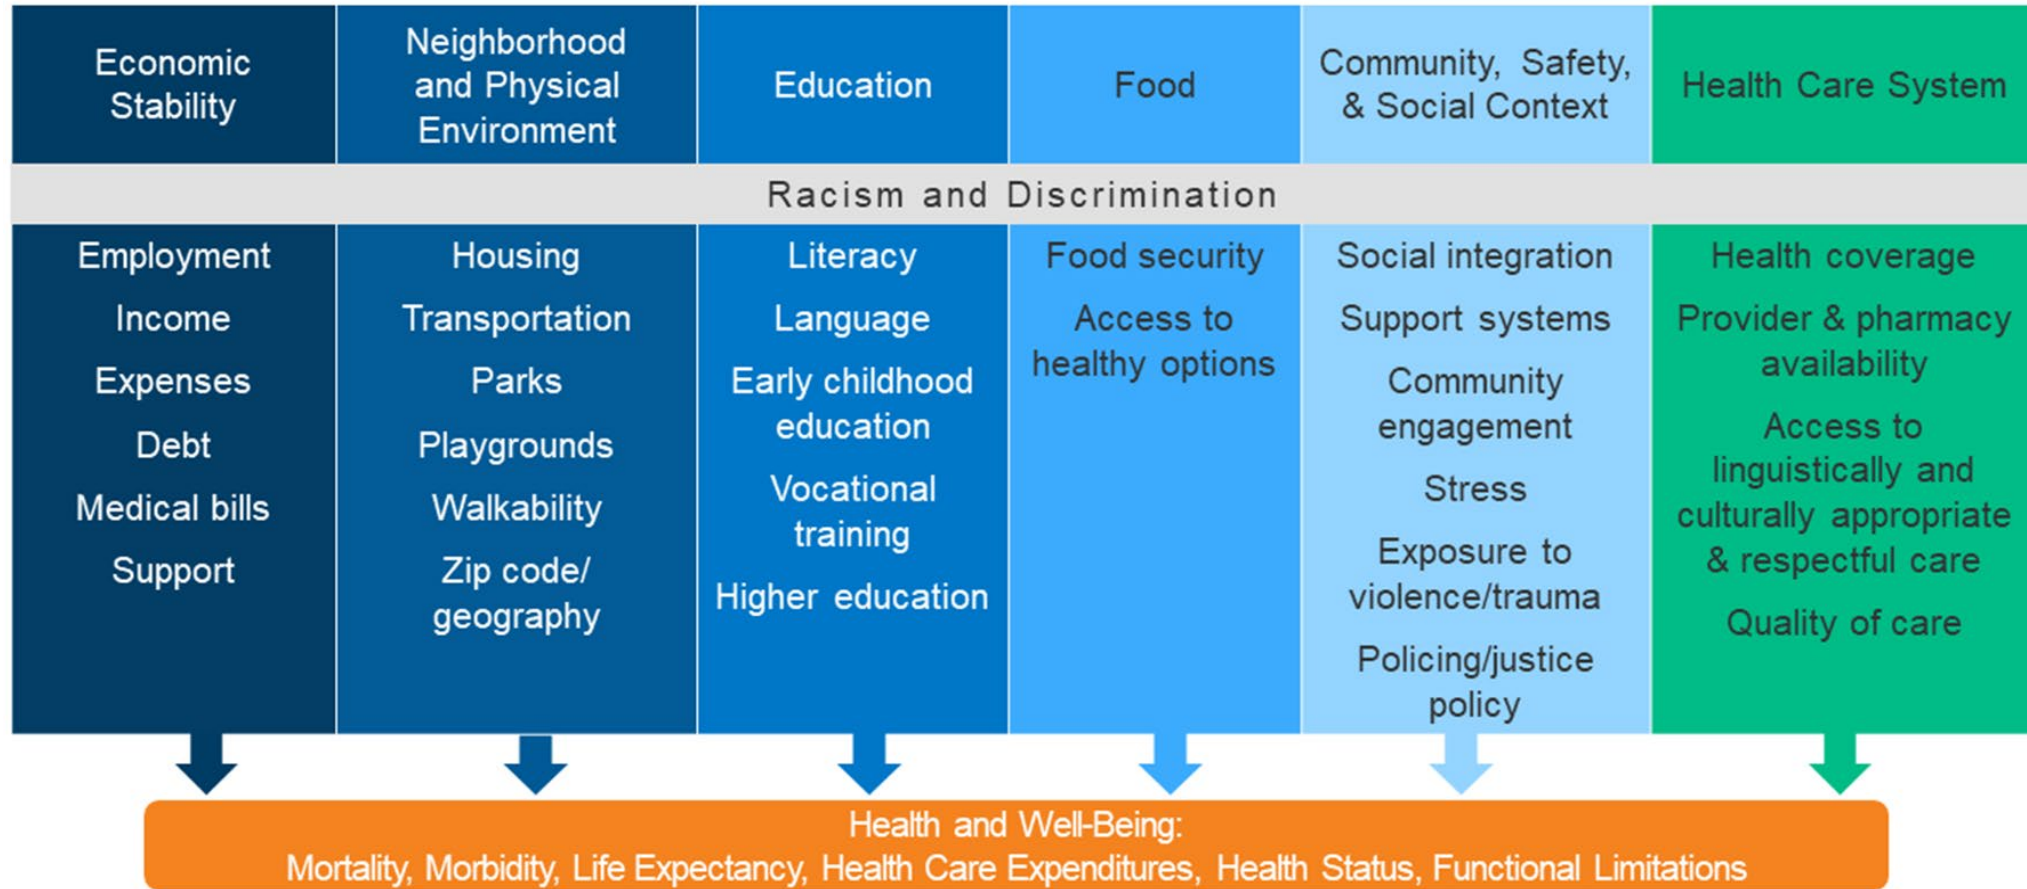 Economic
Stability
Neighborhood
and Physical
Environment
Education
Food
Community, Safety,
& Social Context
Health Care System
Racism and Discrimination
Employment
Income
Expenses
Debt
Medical bills
Support
Housing
Transportation
Parks
Playgrounds
Walkability
Zip code/
geography
Literacy
Language
Early childhood
education
Vocational
training
Higher education
Food security
Access to
healthy options
Social integration
Support systems
Community
engagement
Stress
Exposure to
violence/trauma
Policing/justice
policy
Health coverage
Provider & pharmacy
availability
Access to
linguistically and
culturally appropriate
& respectful care
Quality of care
Health and Well-Being:
Mortality, Morbidity, Life Expectancy, Health Care Expenditures, Health Status, Functional Limitations